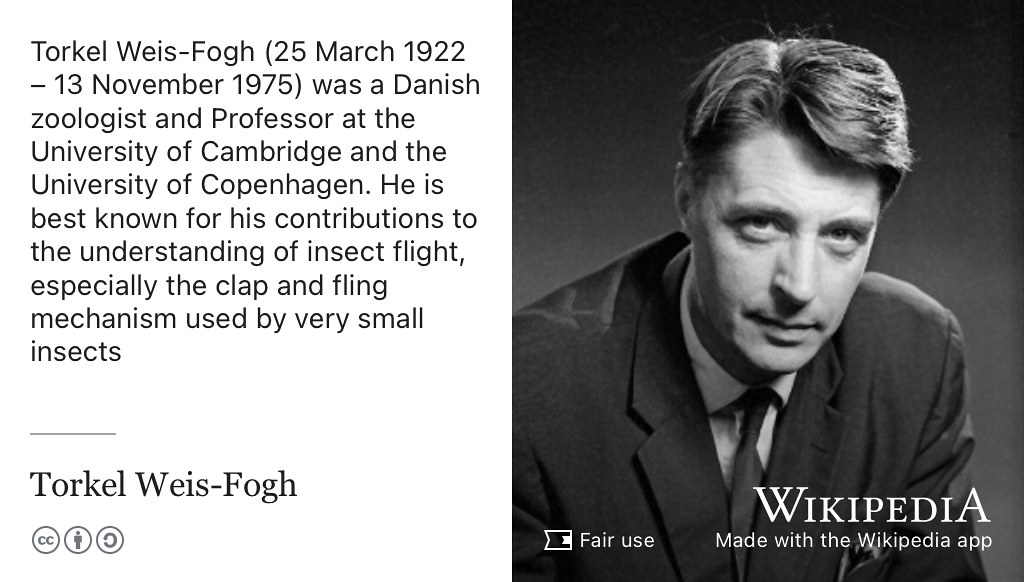 Torkel Weis-Fogh (25 March 1922
– 13 November 1975) was a Danish
zoologist and Professor at the
University of Cambridge and the
University of Copenhagen. He is
best known for his contributions to
the understanding of insect flight,
especially the clap and fling
mechanism used by very small
insects
Torkel Weis-Fogh
cc
WIKIPEDIA
Fair use
Made with the Wikipedia app